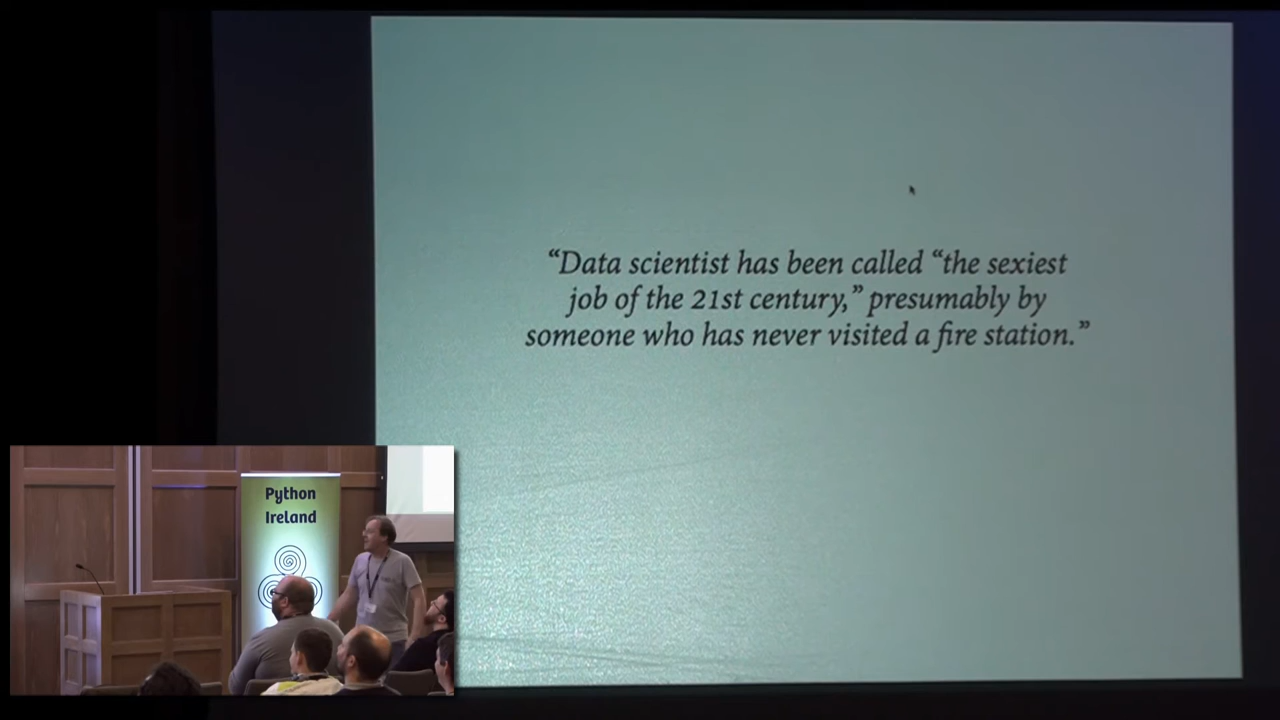 “Data scientist has been called “the sexiest
job of the 21st century,” presumably by
someone who has never visited a fire station.”
Python
Ireland